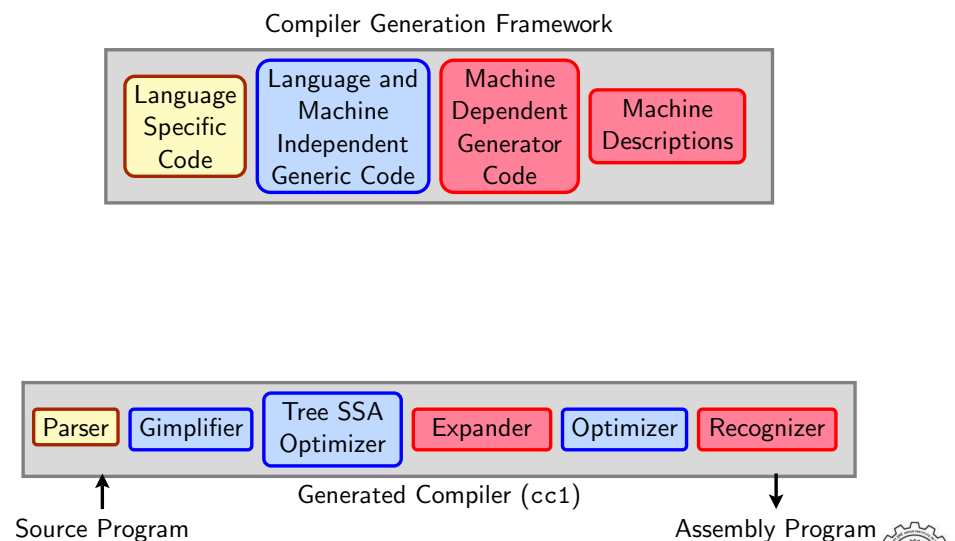 Compiler Generation Framework
Language
Specific
Code
Language and
Machine
Independent
Generic Code
Machine
Dependent
Generator
Code
Machine
Descriptions
Parser
Gimplifier
Tree SSA
Optimizer
Expander
Optimizer
Recognizer
Generated Compiler (cc1)
Source Program
Assembly Program